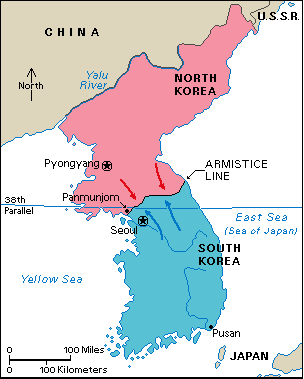 U.S.S.R.
CHINA
Yalu
River
North
NORTH
KOREA
Pyongyang
ARMISTICE
LINE
Panmunjom
38th
Parallel
Seoul
East Sea
(Sea of Japan)
SOUTH
KOREA
Yellow Sea
Pusan
0 100 Miles
0 100 Kilometers
JAPAN